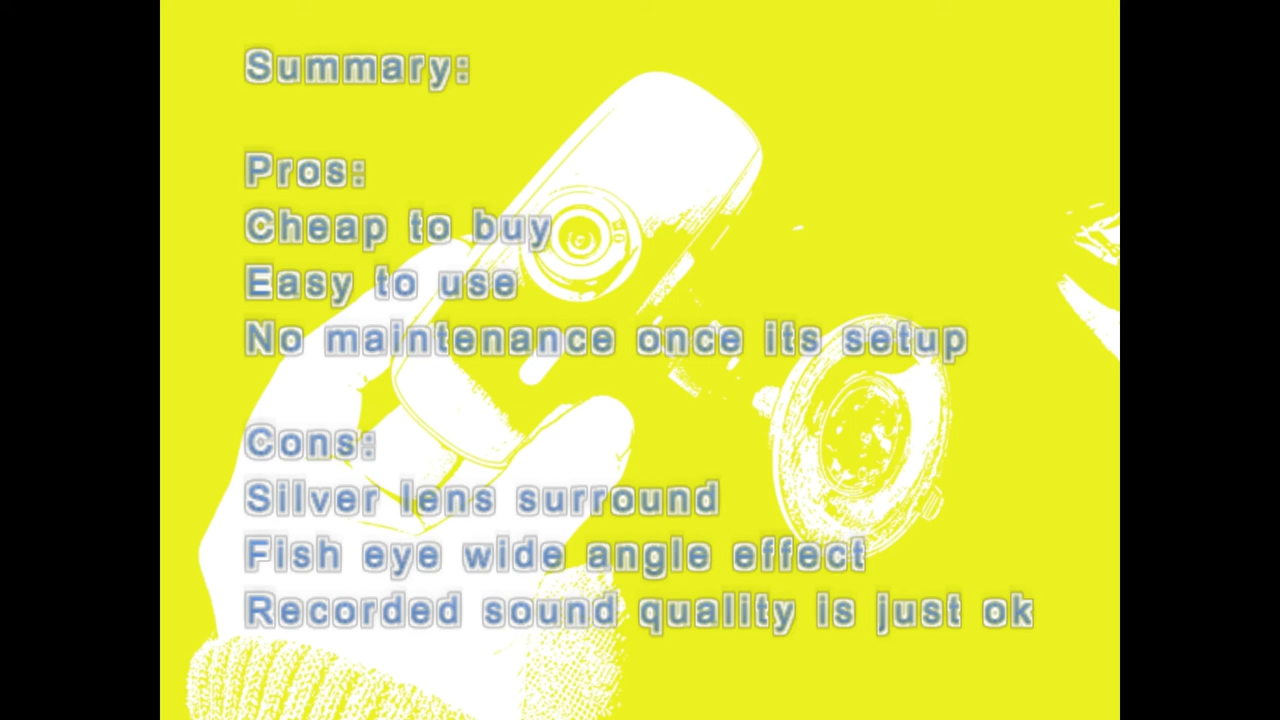 Summary:
Pros:
Cheap to buy
Easy to use
No maintenance once its setup
Cons:
Silver lens surround
Fish eye wide angle effect
Recorded sound quality is just ok